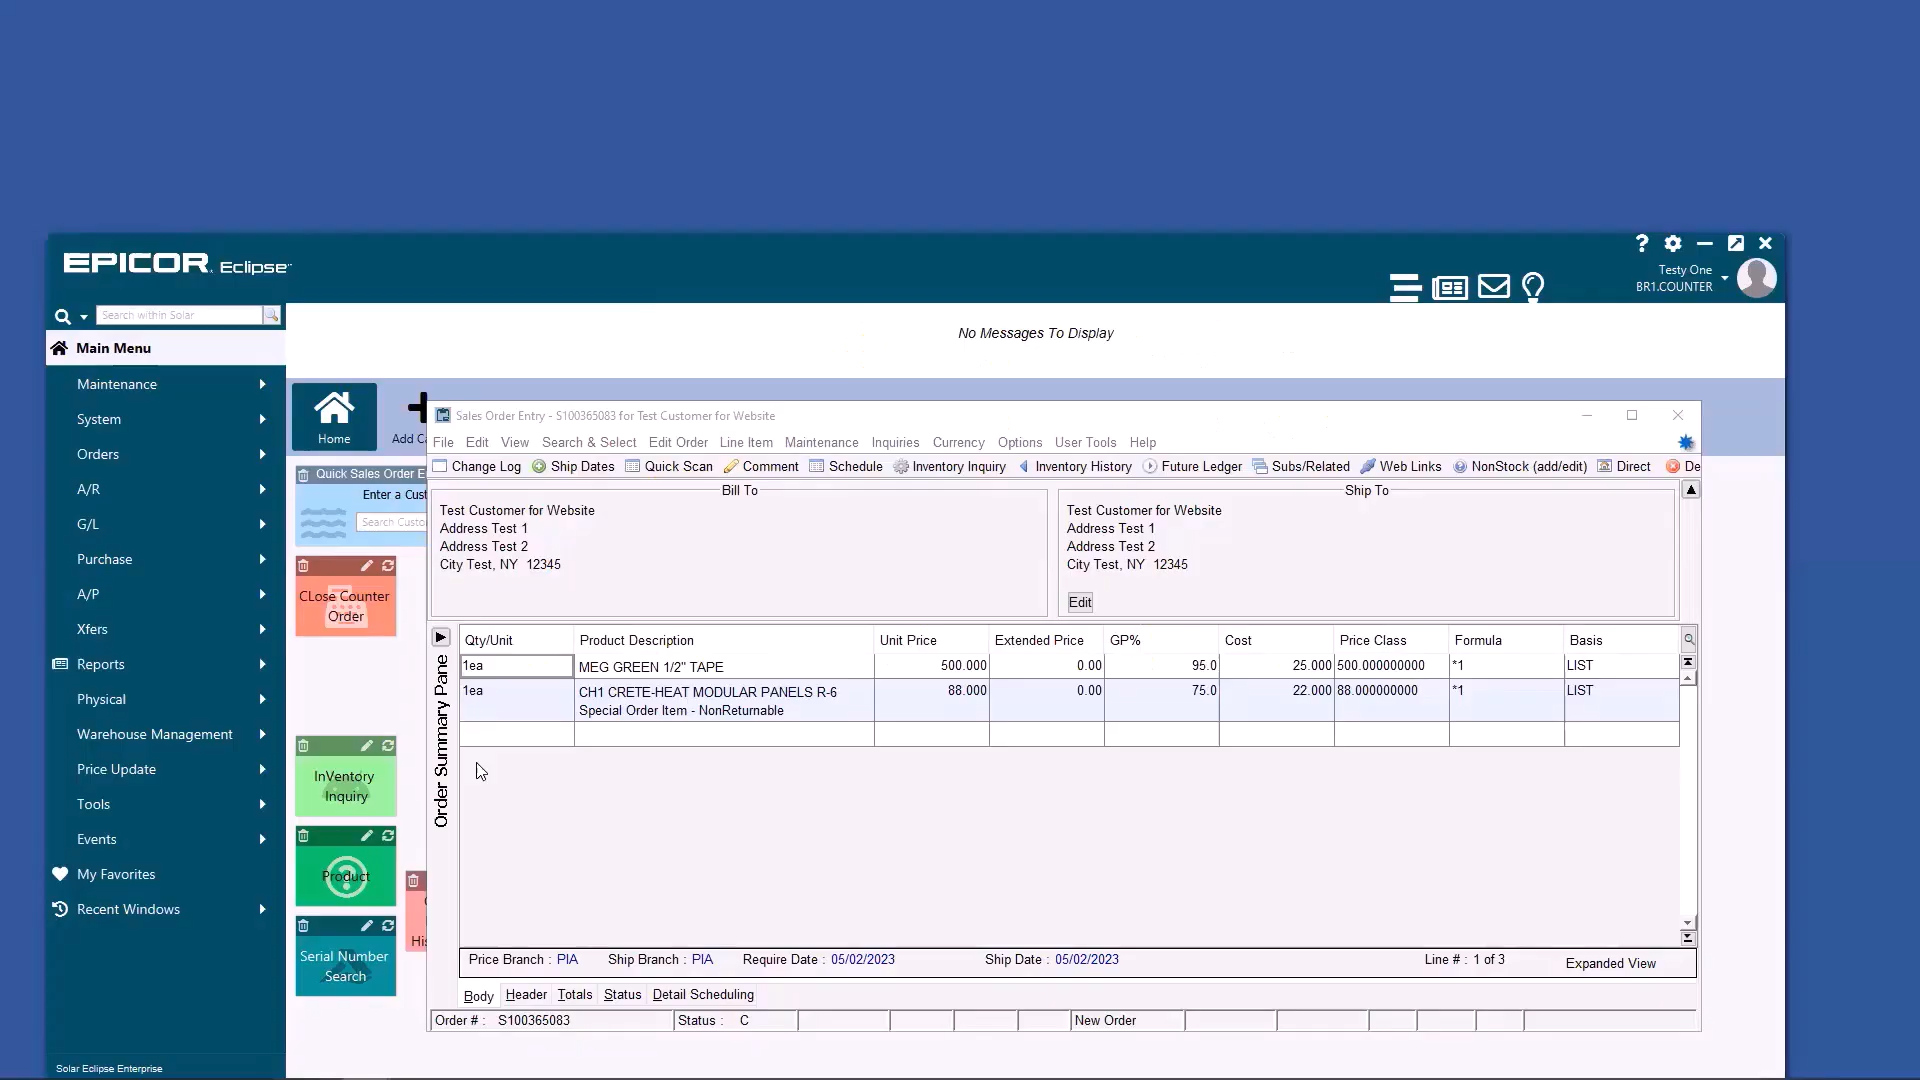 EPICOR Eclipse
Testy One
BR1.COUNTER
Search within Solar
No Messages To Display
Main Menu
Maintenance
System
Orders
A/R
G/L
Purchase
A/P
Xfers
Reports
Physical
Warehouse Management
Price Update
Tools
Events
My Favorites
Recent Windows
Solar Eclipse Enterprise
Home
Add Ca
Quick Sales Order E
Enter a Cust
Search Custo
CLose Counter
Order
InVentory
Inquiry
Product
Serial Number
Search
His
Sales Order Entry - S100365083 for Test Customer for Website
File Edit View Search & Select Edit Order Line Item Maintenance Inquiries Currency Options User Tools Help
Change Log Ship Dates Quick Scan Comment Schedule Inventory Inquiry Inventory History Future Ledger Subs/Related Web Links NonStock (add/edit) Direct De
Bill To
Test Customer for Website
Address Test 1
Address Test 2
City Test, NY 12345
Ship To
Test Customer for Website
Address Test 1
Address Test 2
City Test, NY 12345
Edit
Order Summary Pane
Qty/Unit Product Description Unit Price Extended Price GP% Cost Price Class Formula Basis
1ea MEG GREEN 1/2" TAPE 500.000 0.00 95.0 25.000 500.000000000 *1 LIST
1ea CH1 CRETE-HEAT MODULAR PANELS R-6 88.000 0.00 75.0 22.000 88.000000000 *1 LIST
Special Order Item - NonReturnable
Price Branch : PIA Ship Branch : PIA Require Date : 05/02/2023 Ship Date : 05/02/2023 Line # : 1 of 3 Expanded View
Body Header Totals Status Detail Scheduling
Order # : S100365083 Status : C New Order